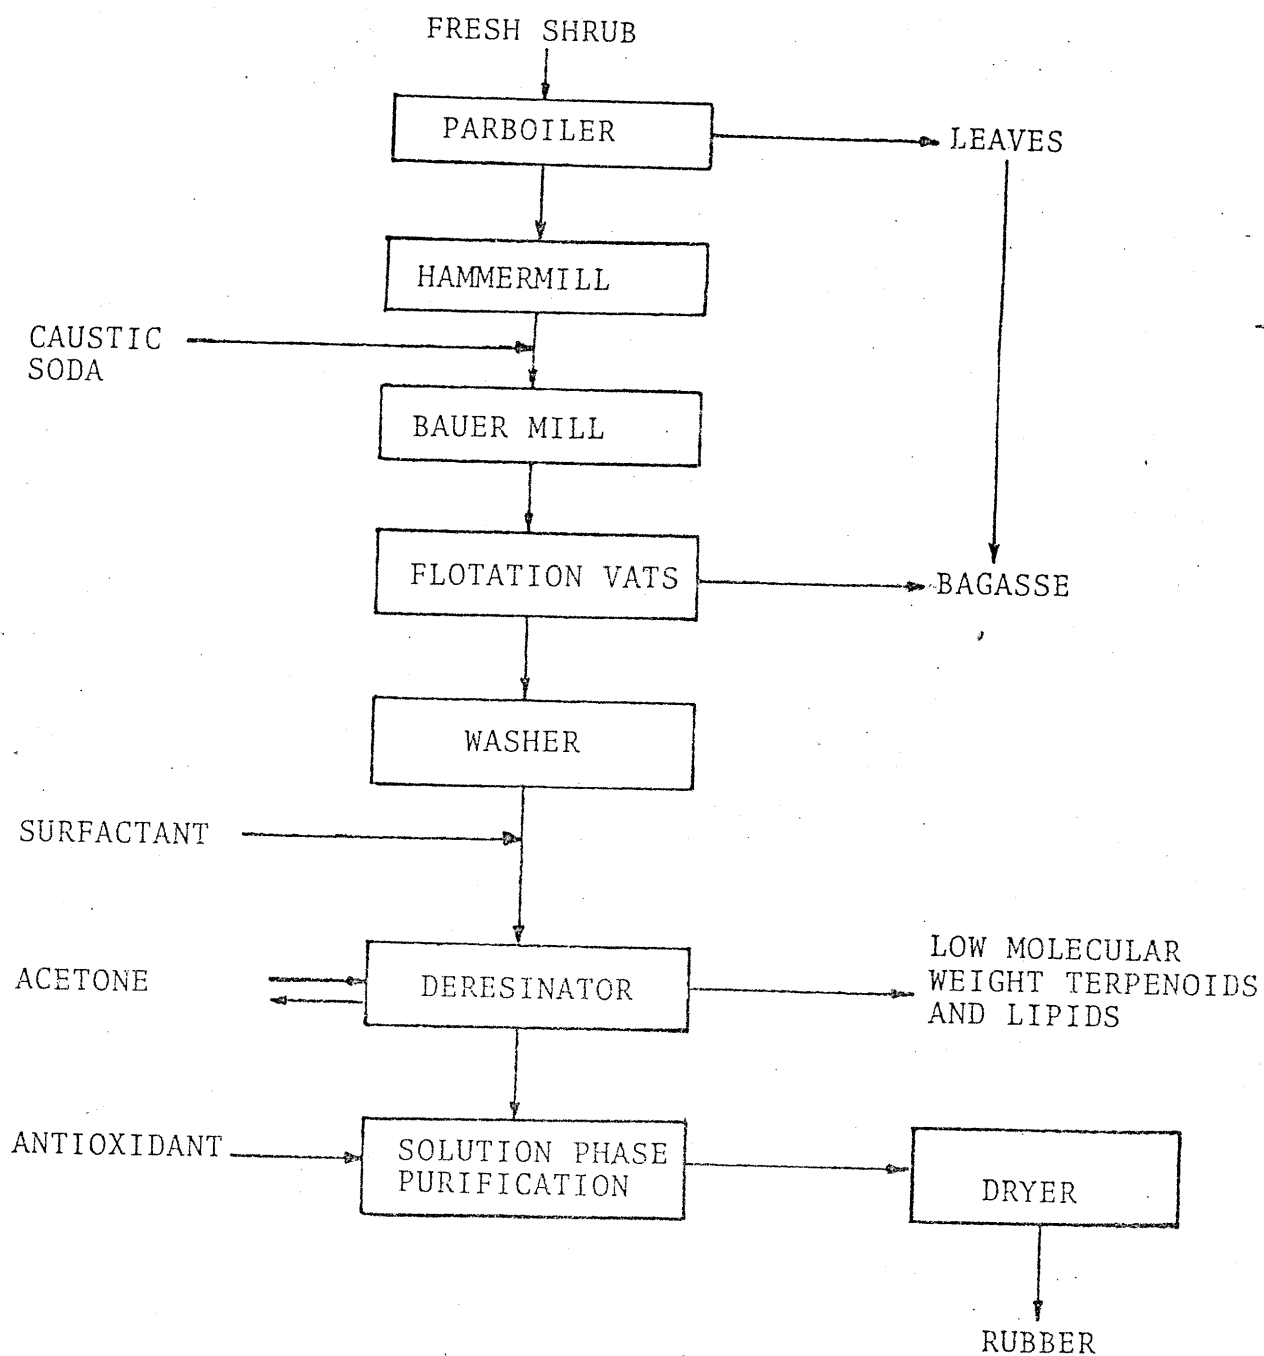 FRESH SHRUB
PARBOILER
LEAVES
HAMMERMILL
CAUSTIC
SODA
BAUER MILL
FLOTATION VATS
BAGASSE
WASHER
SURFACTANT
ACETONE
DERESINATOR
LOW MOLECULAR
WEIGHT TERPENOIDS
AND LIPIDS
ANTIOXIDANT
SOLUTION PHASE
PURIFICATION
DRYER
RUBBER